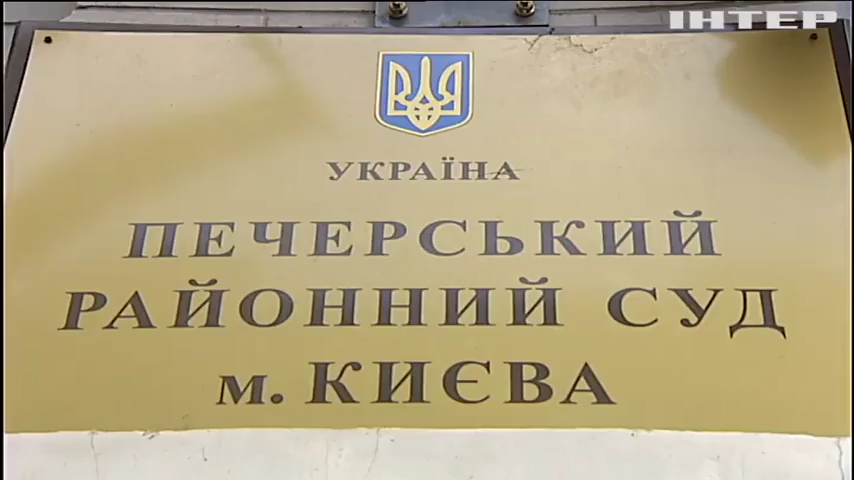 ІНТЕР
УКРАЇНА
ПЕЧЕРСЬКИЙ
РАЙОННИЙ СУД
м. КИЄВА